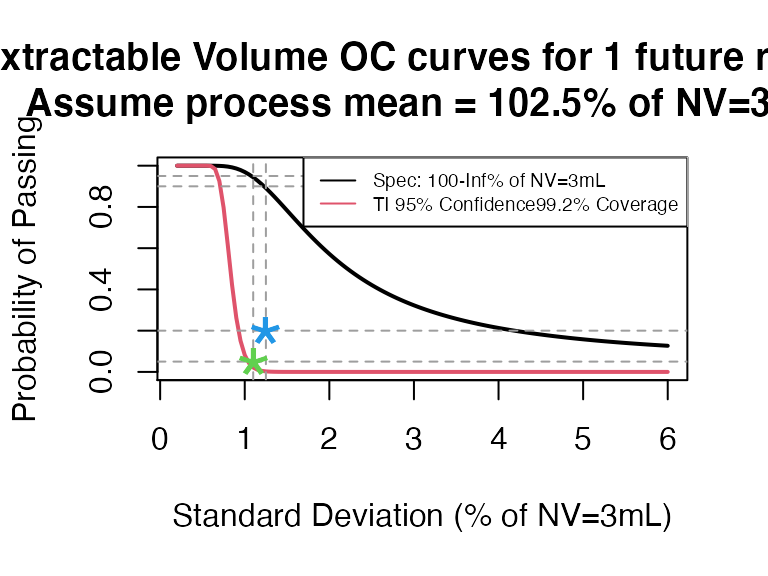 xtractable Volume OC curves for 1 future r
Assume process mean = 102.5% of NV=3
Probability of Passing
0.0 0.4 0.8
Spec: 100-Inf% of NV=3mL
TI 95% Confidence99.2% Coverage
0 1 2 3 4 5 6
Standard Deviation (% of NV=3mL)